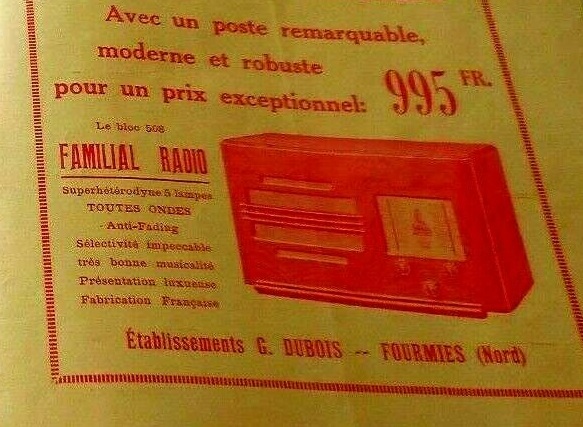 Avec un poste remarquable,
moderne et robuste
pour un prix exceptionnel:
995 FR.
Le bloc 508
FAMILIAL RADIO
Superhétérodyne 5 lampes
TOUTES ONDES
Anti-Fading
Sélectivité impeccable
très bonne musicalité
Présentation luxueuse
Fabrication Française
Établissements G. DUBOIS -- FOURMIES (Nord)